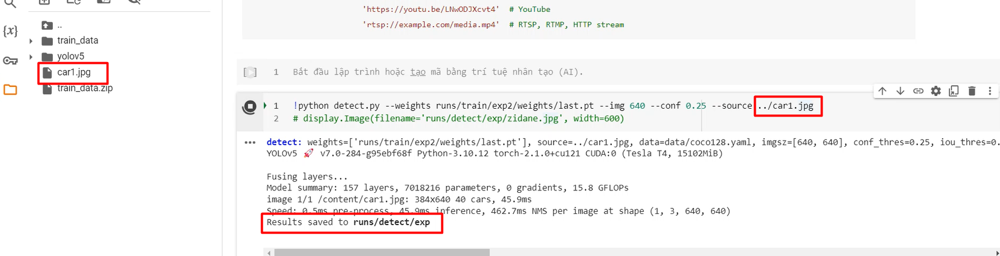 'https://youtu.be/LNwODJXcvt4'  # YouTube
'rtsp://example.com/media.mp4'  # RTSP, RTMP, HTTP stream
{x}
..
train_data
yolov5
car1.jpg
train_data.zip
[ ] 1 Bắt đầu lập trình hoặc tạo mã bằng trí tuệ nhân tạo (AI).
1 !python detect.py --weights runs/train/exp2/weights/last.pt --img 640 --conf 0.25 --source ../car1.jpg
2 # display.Image(filename='runs/detect/exp/zidane.jpg', width=600)
detect: weights=['runs/train/exp2/weights/last.pt'], source=../car1.jpg, data=data/coco128.yaml, imgsz=[640, 640], conf_thres=0.25, iou_thres=0.
YOLOv5 🚀 v7.0-284-g95ebf68f Python-3.10.12 torch-2.1.0+cu121 CUDA:0 (Tesla T4, 15102MiB)
Fusing layers...
Model summary: 157 layers, 7018216 parameters, 0 gradients, 15.8 GFLOPs
image 1/1 /content/car1.jpg: 384x640 40 cars, 45.9ms
Speed: 0.5ms pre-process, 45.9ms inference, 462.7ms NMS per image at shape (1, 3, 640, 640)
Results saved to runs/detect/exp